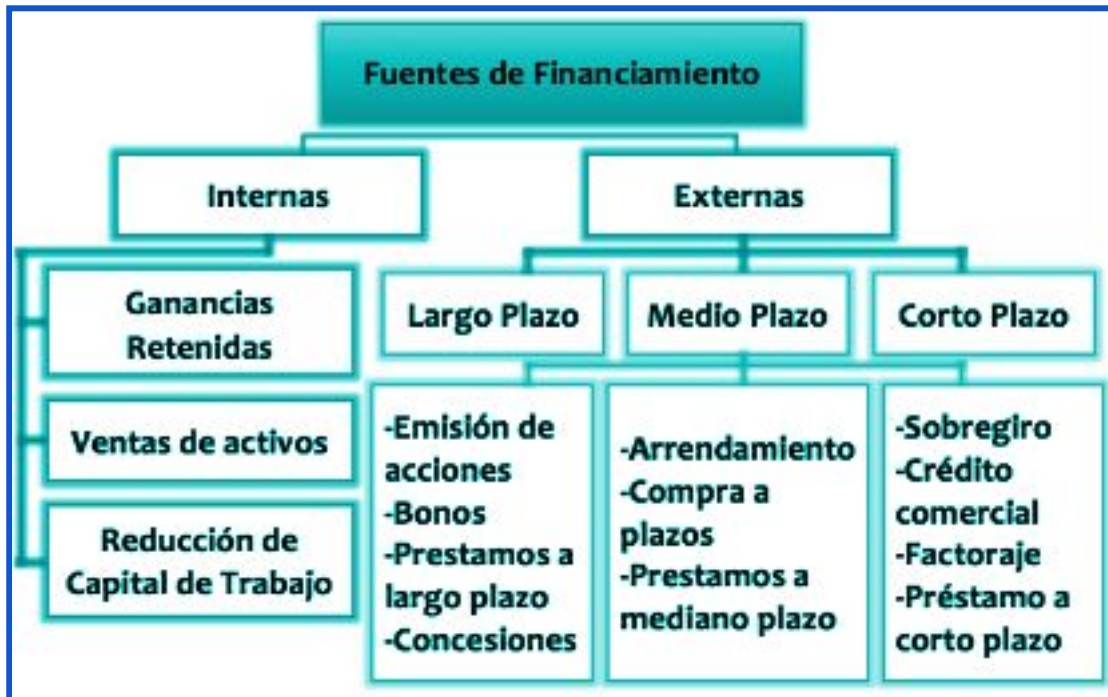 Fuentes de Financiamiento
Internas
Externas
Ganancias
Retenidas
Ventas de activos
Reducción de
Capital de Trabajo
Largo Plazo
Medio Plazo
Corto Plazo
-Emisión de
acciones
-Bonos
-Prestamos a
largo plazo
-Concesiones
-Arrendamiento
-Compra a
plazos
-Prestamos a
mediano plazo
-Sobregiro
-Crédito
comercial
-Factoraje
-Préstamo a
corto plazo